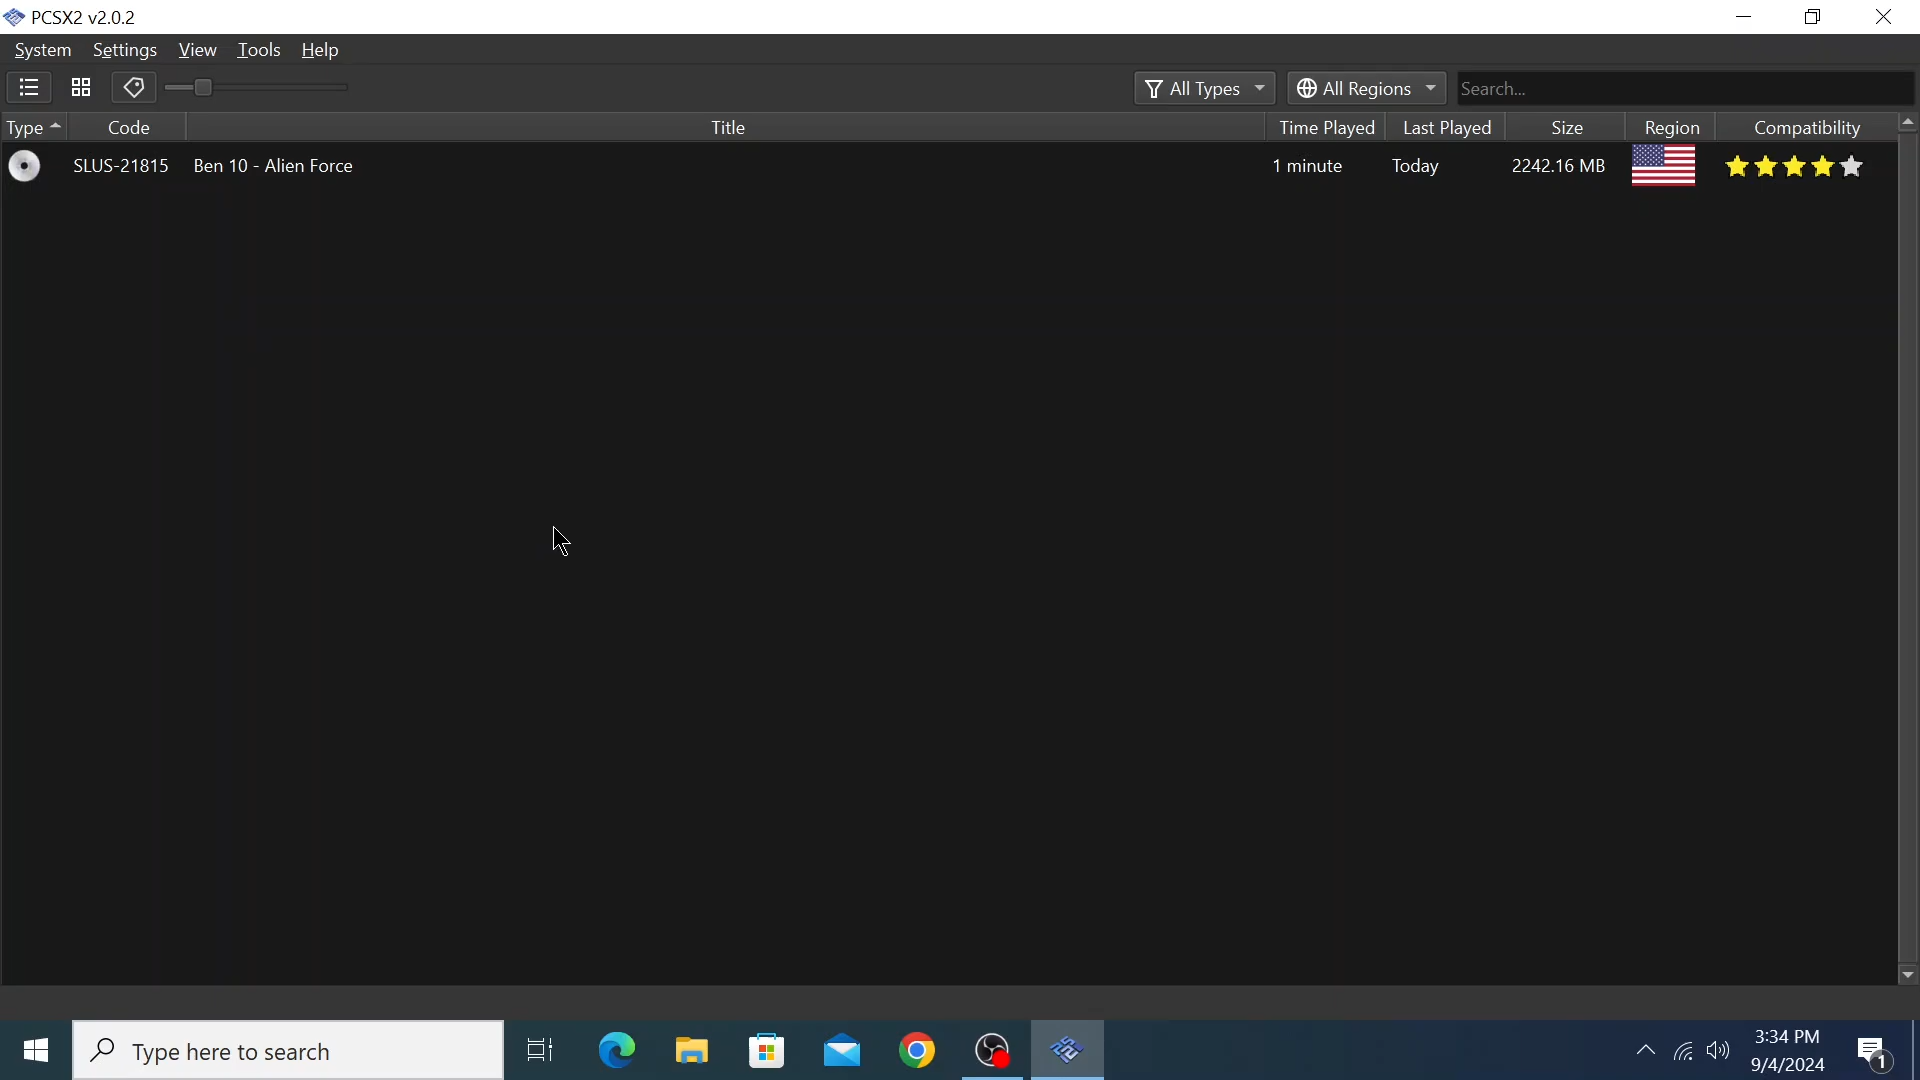 PCSX2 v2.0.2
System Settings View Tools Help
All Types All Regions Search...
Type Code Title Time Played Last Played Size Region Compatibility
SLUS-21815 Ben 10 - Alien Force 1 minute Today 2242.16 MB
Type here to search
3:34 PM
9/4/2024
1